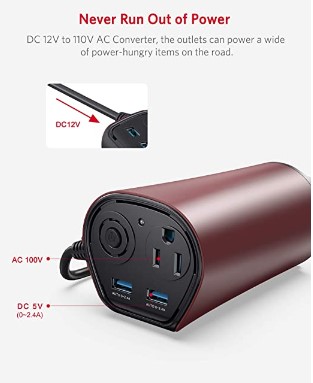 Never Run Out of Power
DC 12V to 110V AC Converter, the outlets can power a wide
of power-hungry items on the road.
DC12V
AC 100V
DC 5V
(0~2.4A)